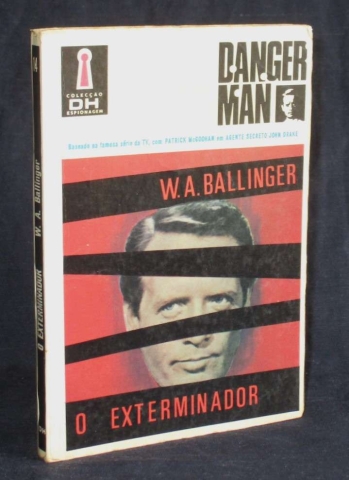 COLECÇÃO
DH
ESPIONAGEM
DANGER
MAN
Baseado na famosa série da TV, com PATRICK McGOOHAN em AGENTE SECRETO JOHN DRAKE
W. A. BALLINGER
O EXTERMINADOR
W. A. Ballinger
O EXTERMINADOR